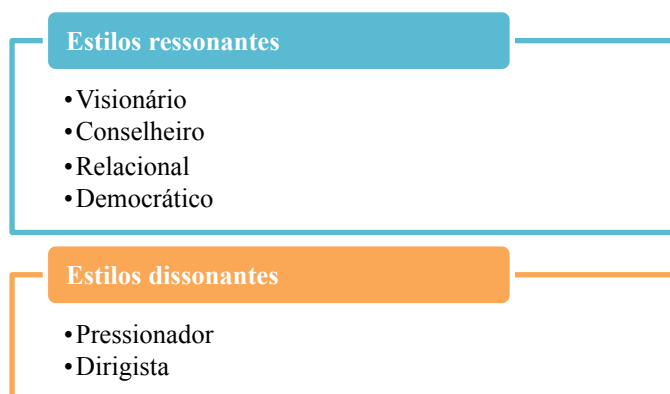 Estilos ressonantes
•Visionário
•Conselheiro
•Relacional
•Democrático
Estilos dissonantes
•Pressionador
•Dirigista